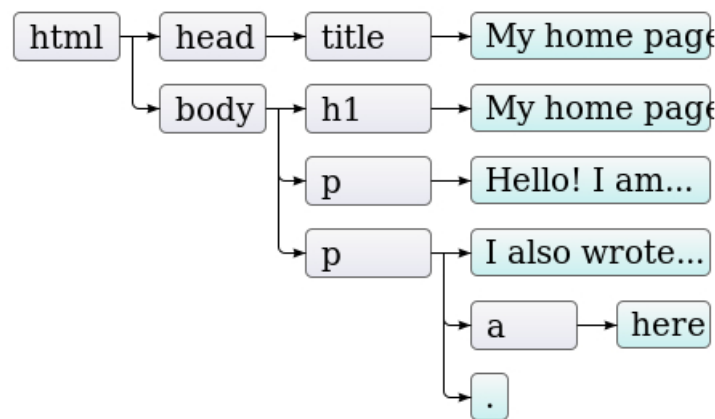 html head title My home page
body h1 My home page
p Hello! I am...
p I also wrote...
a here
.